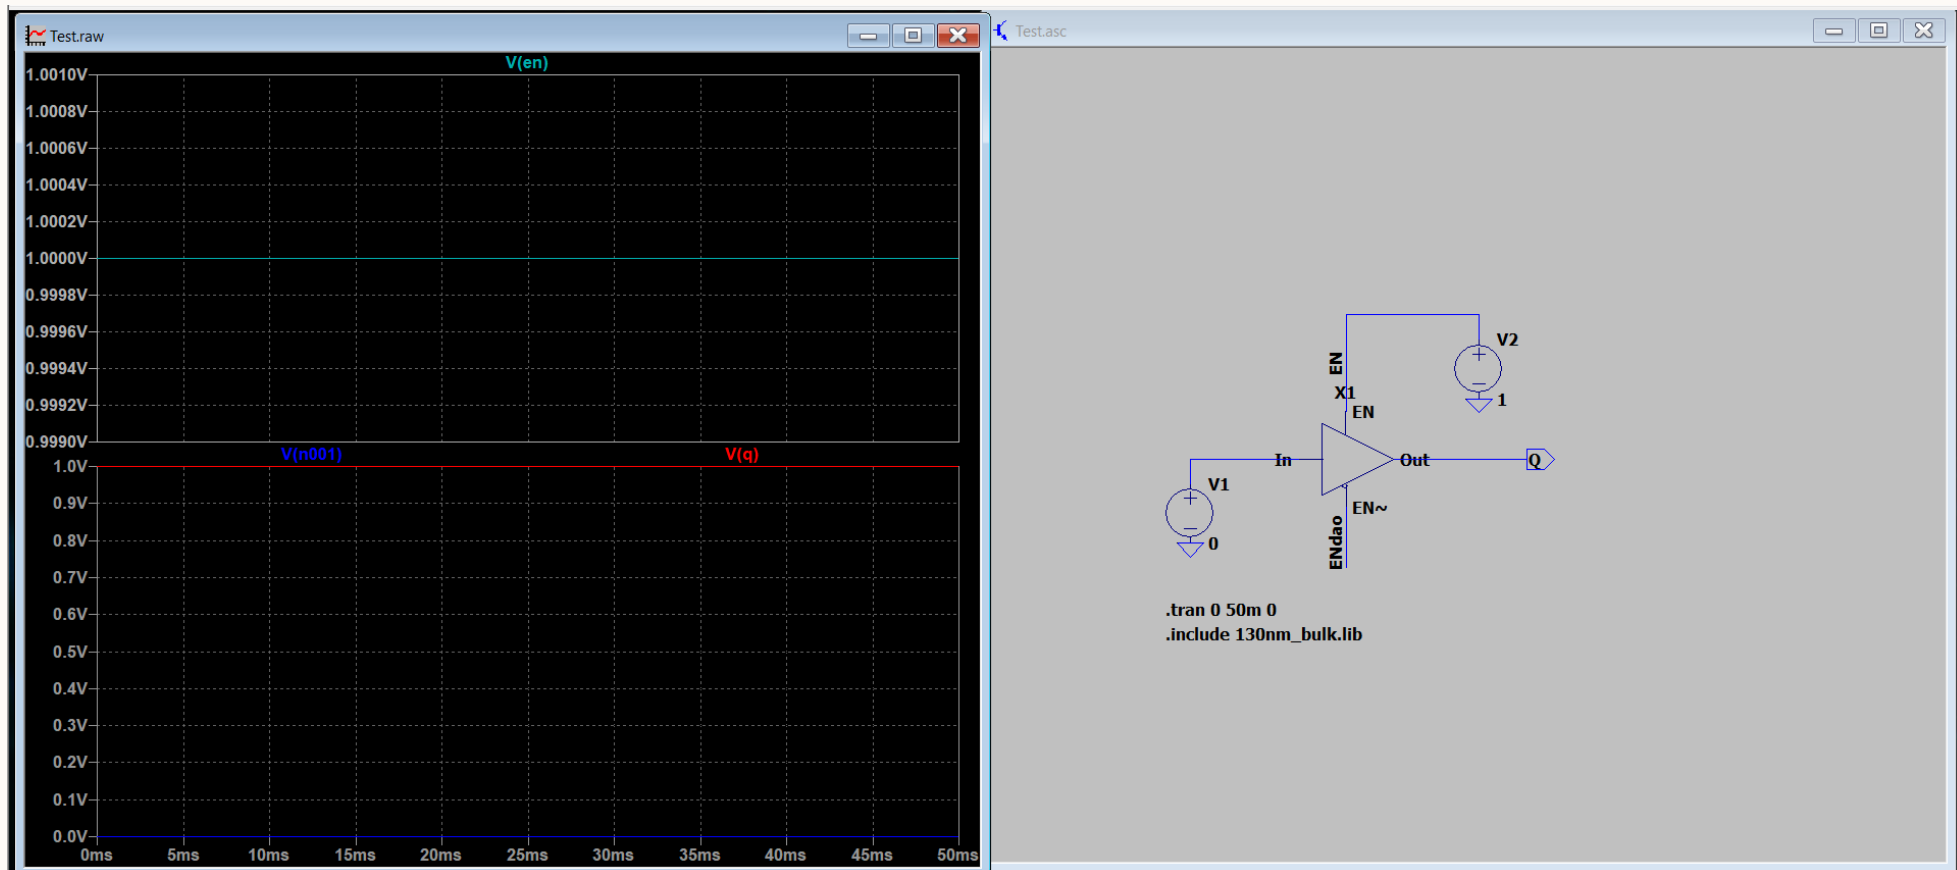 Test.raw
V(en)
1.0010V
1.0008V
1.0006V
1.0004V
1.0002V
1.0000V
0.9998V
0.9996V
0.9994V
0.9992V
0.9990V
V(n001) V(q)
1.0V
0.9V
0.8V
0.7V
0.6V
0.5V
0.4V
0.3V
0.2V
0.1V
0.0V
0ms 5ms 10ms 15ms 20ms 25ms 30ms 35ms 40ms 45ms 50ms
Test.asc
V2
1
EN
X1
EN
In
Out
Q
V1
0
EN~
ENdao
.tran 0 50m 0
.include 130nm_bulk.lib